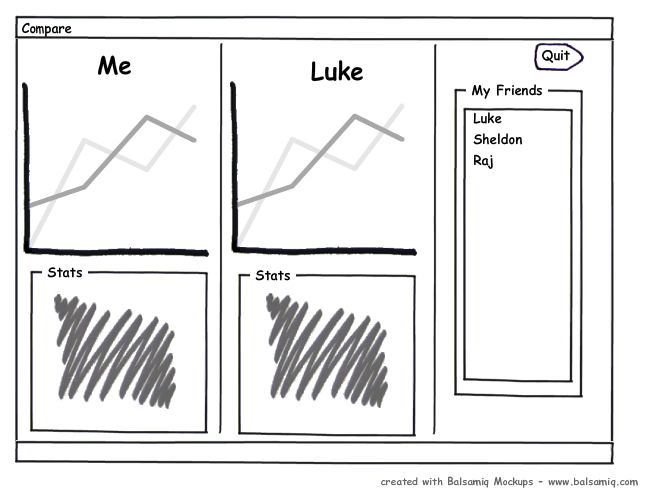 Compare
Me
Luke
Quit
My Friends
Luke
Sheldon
Raj
Stats
Stats
created with Balsamiq Mockups - www.balsamiq.com